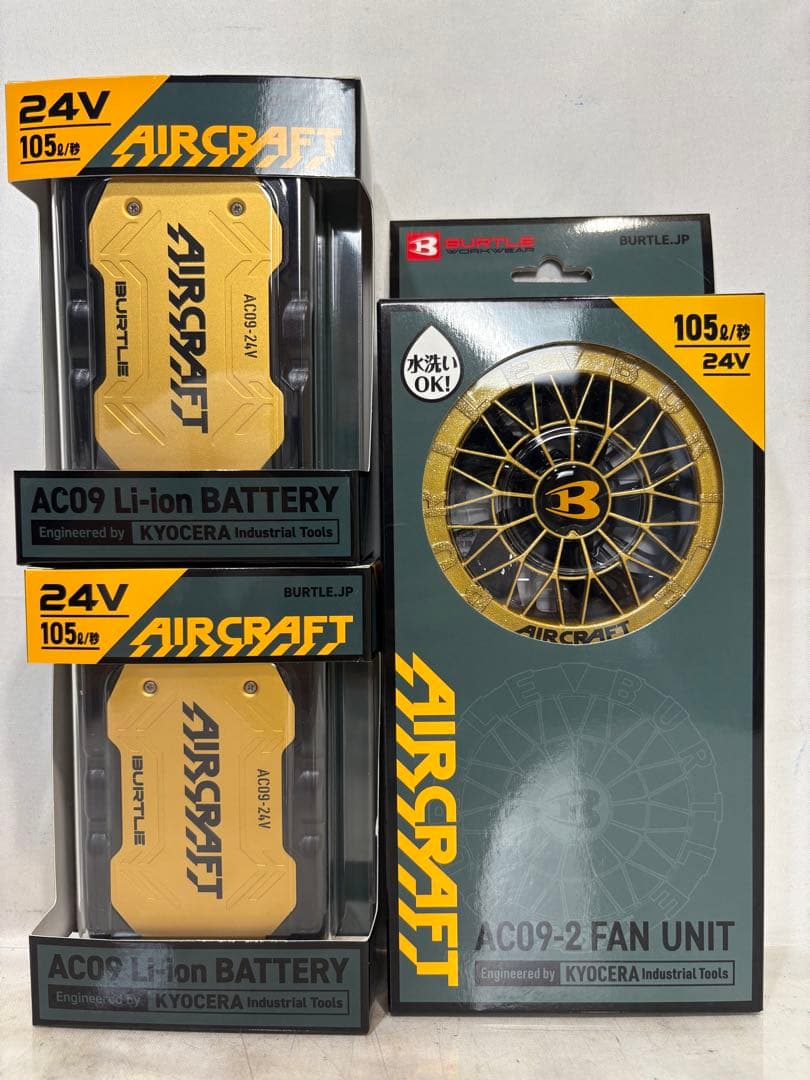 24V
105ℓ/秒
AIRCRAFT
AIRCRAFT
BURTLE
AC09-24V
AC09 Li-ion BATTERY
Engineered by KYOCERA Industrial Tools
24V
BURTLE.JP
105ℓ/秒
AIRCRAFT
AIRCRAFT
BURTLE
AC09-24V
AC09 Li-ion BATTERY
Engineered by KYOCERA Industrial Tools
B BURTLE
WORKWEAR
BURTLE.JP
水洗い
OK!
105ℓ/秒
24V
B
AIRCRAFT
AIRCRAFT
B
AC09-2 FAN UNIT
Engineered by KYOCERA Industrial Tools